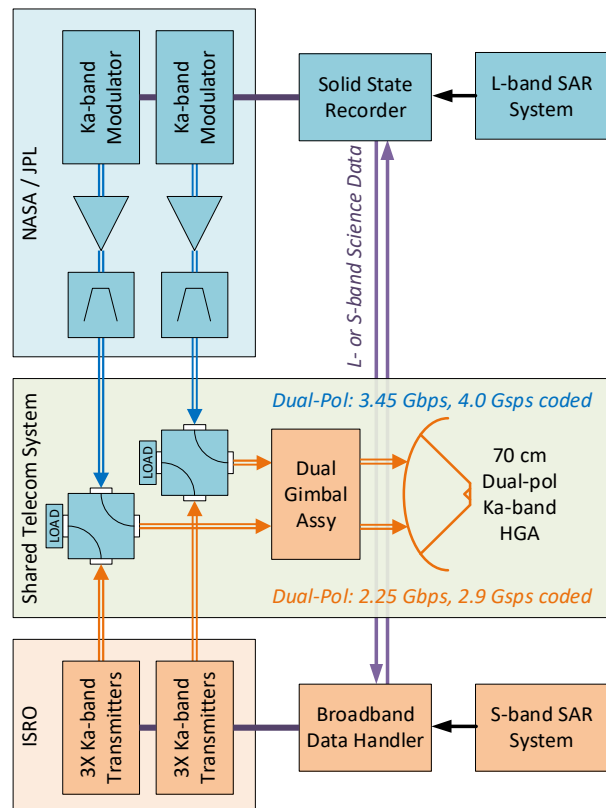 Ka-band
Modulator
Ka-band
Modulator
Solid State
Recorder
L-band SAR
System
NASA / JPL
L- or S-band Science Data
Shared Telecom System
Dual-Pol: 3.45 Gbps, 4.0 Gsps coded
LOAD
LOAD
Dual
Gimbal
Assy
70 cm
Dual-pol
Ka-band
HGA
Dual-Pol: 2.25 Gbps, 2.9 Gsps coded
ISRO
3X Ka-band
Transmitters
3X Ka-band
Transmitters
Broadband
Data Handler
S-band SAR
System